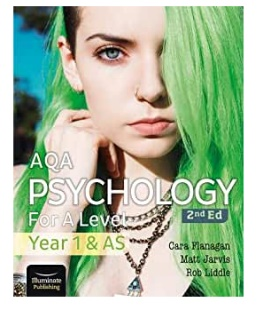 AQA
PSYCHOLOGY
For A Level
2nd Ed
Year 1 & AS
Cara Flanagan
Matt Jarvis
Rob Liddle
Illuminate
Publishing